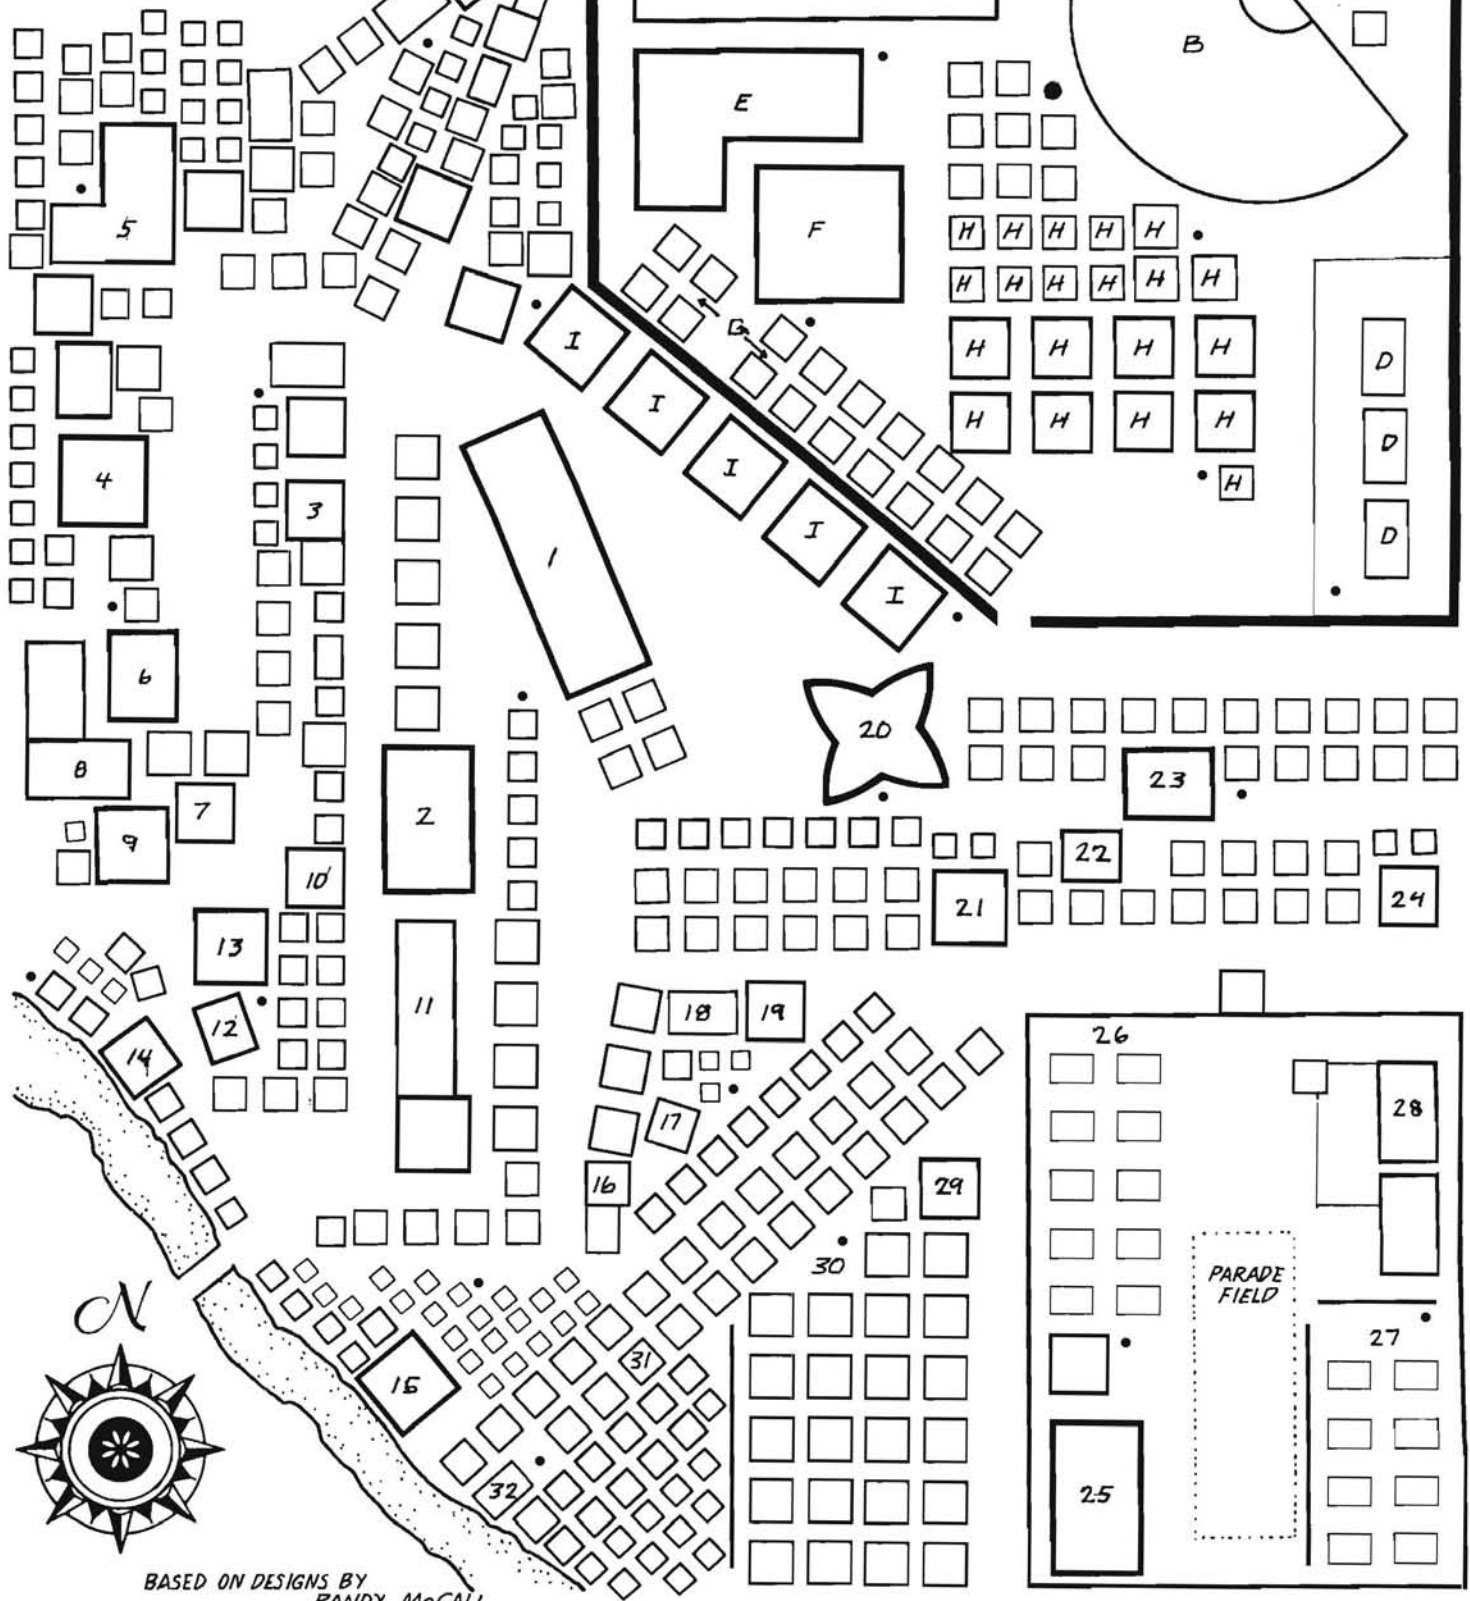 B
E
5
F
H H H H H
H H H H H H
G
I
H H H H
D
I
H H H H
4
I
D
H
3
I
D
1
I
6
20
8
23
7
2
9
22
10
21
24
13
11
18
19
12
26
14
28
17
16
29
30
N
PARADE
FIELD
27
31
15
32
25
BASED ON DESIGNS BY
RANDY McCALL